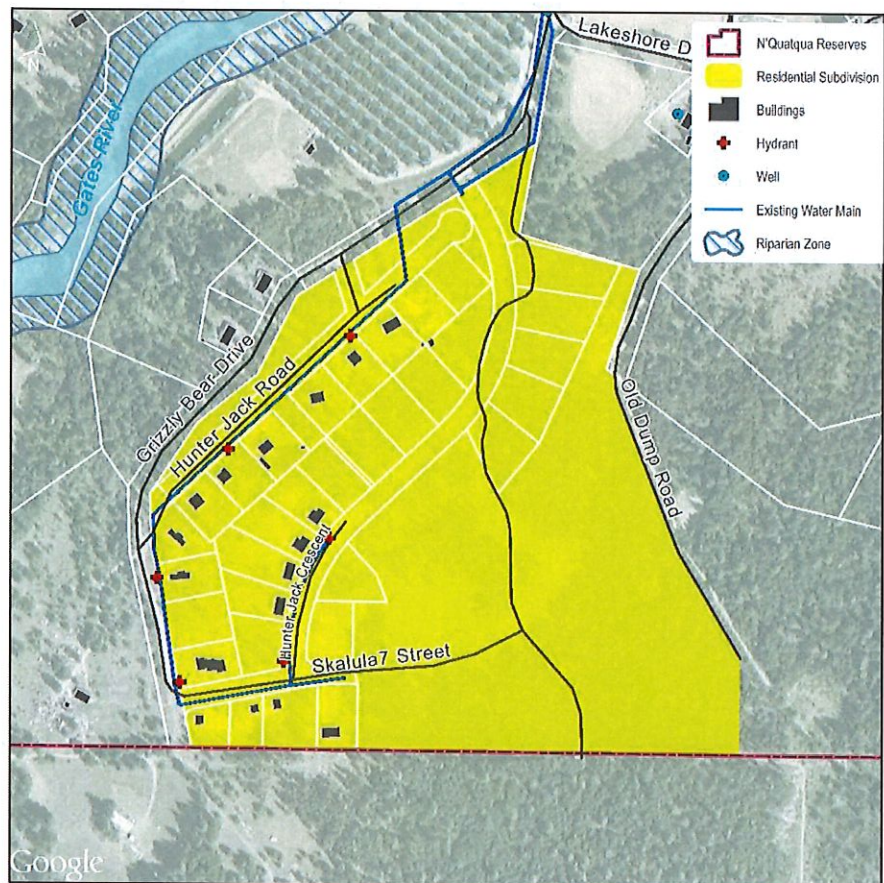 N
Lakeshore D
N'Quatqua Reserves
Residential Subdivision
Buildings
Hydrant
Well
Existing Water Main
Riparian Zone
Gates River
Grizzly Bear Drive
Hunter Jack Road
Old Dump Road
Hunter Jack Crescent
Skalula7 Street
Google